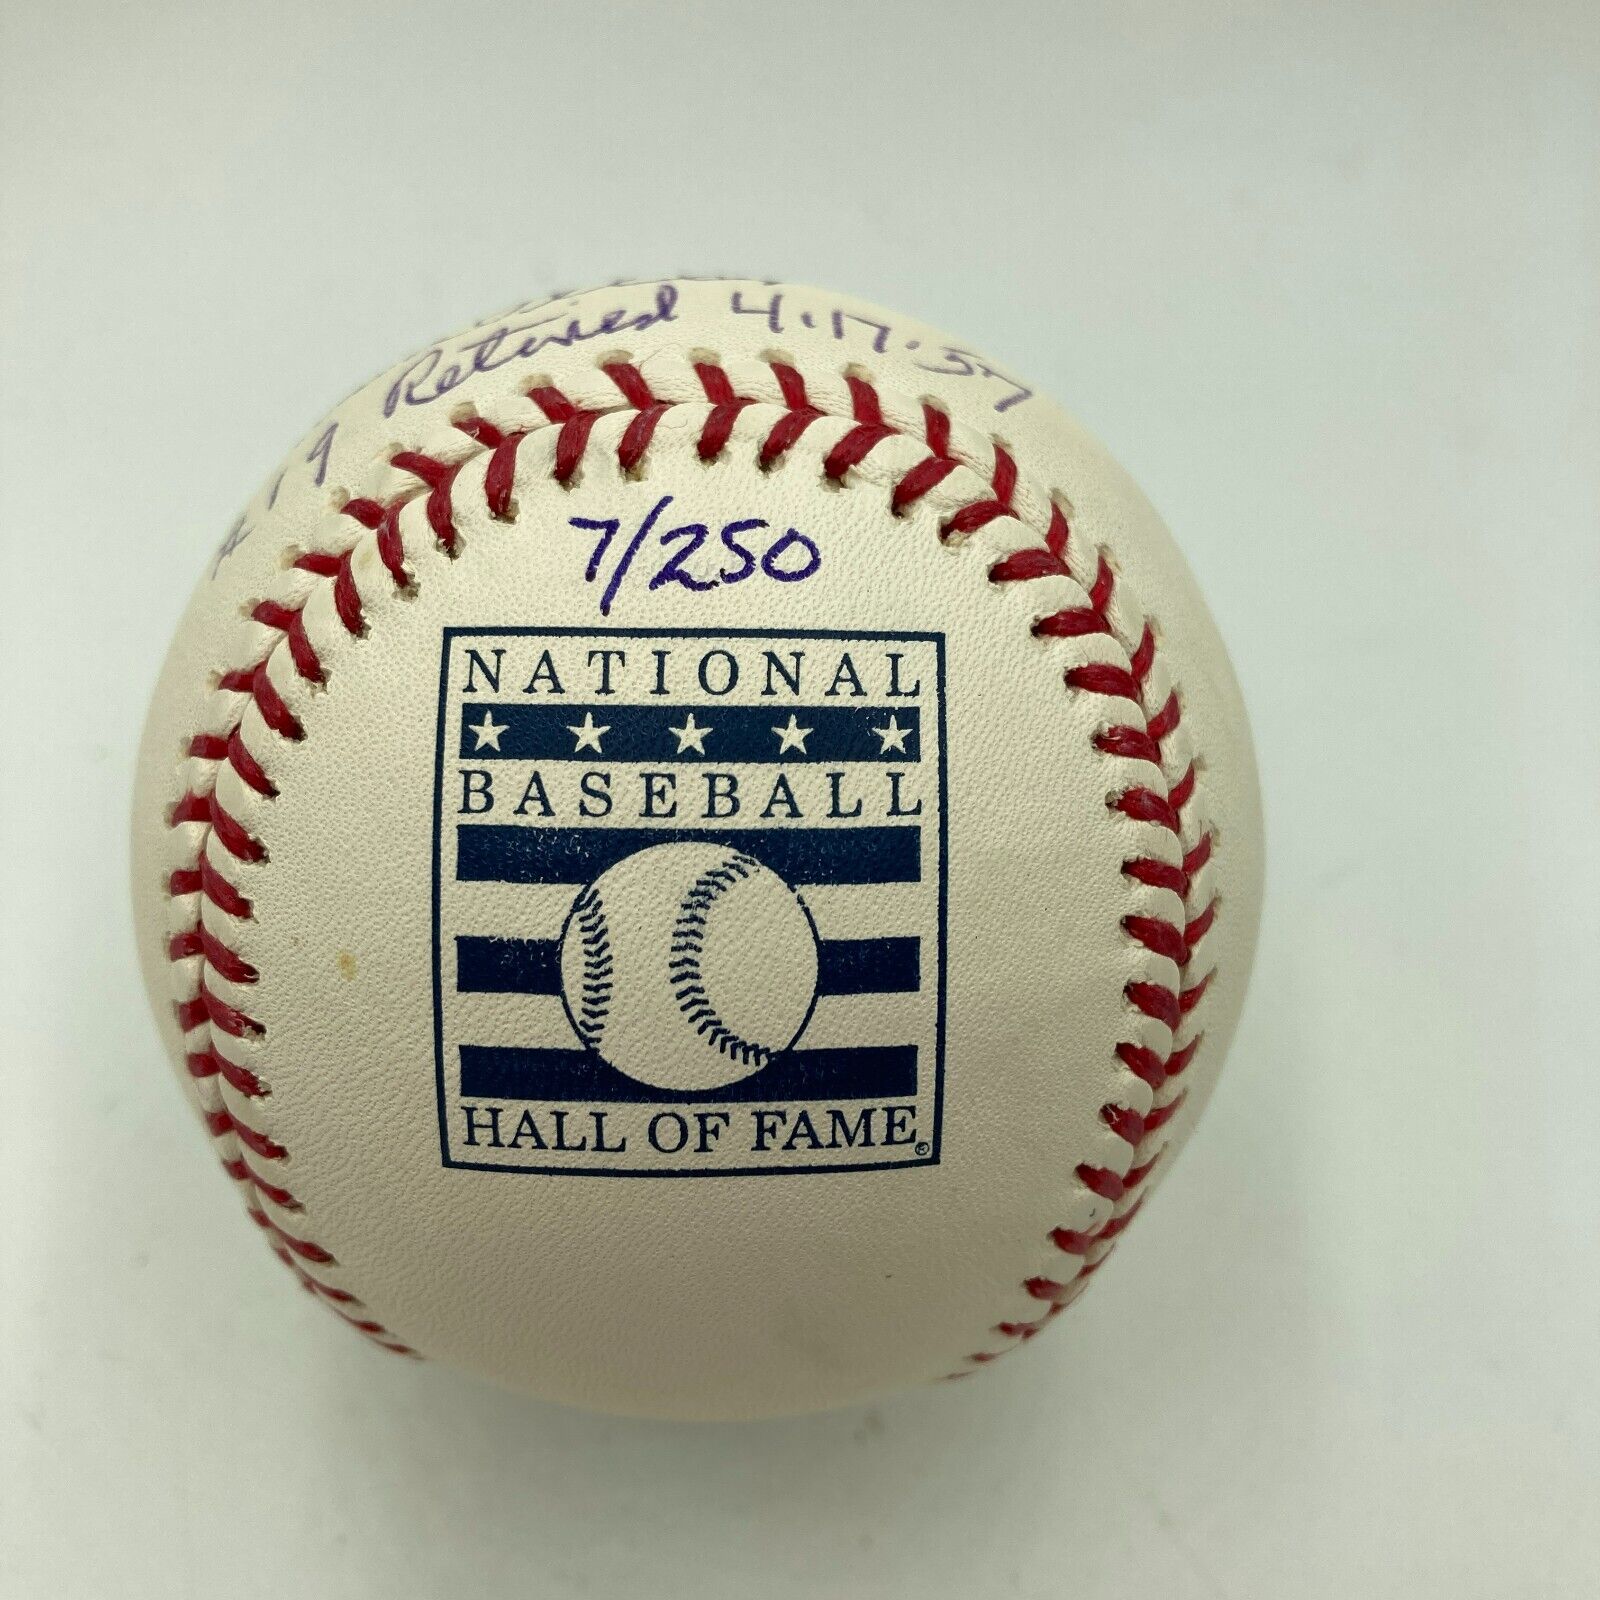 # 19 Retired 4.17.57
7/250
NATIONAL
BASEBALL
HALL OF FAME®